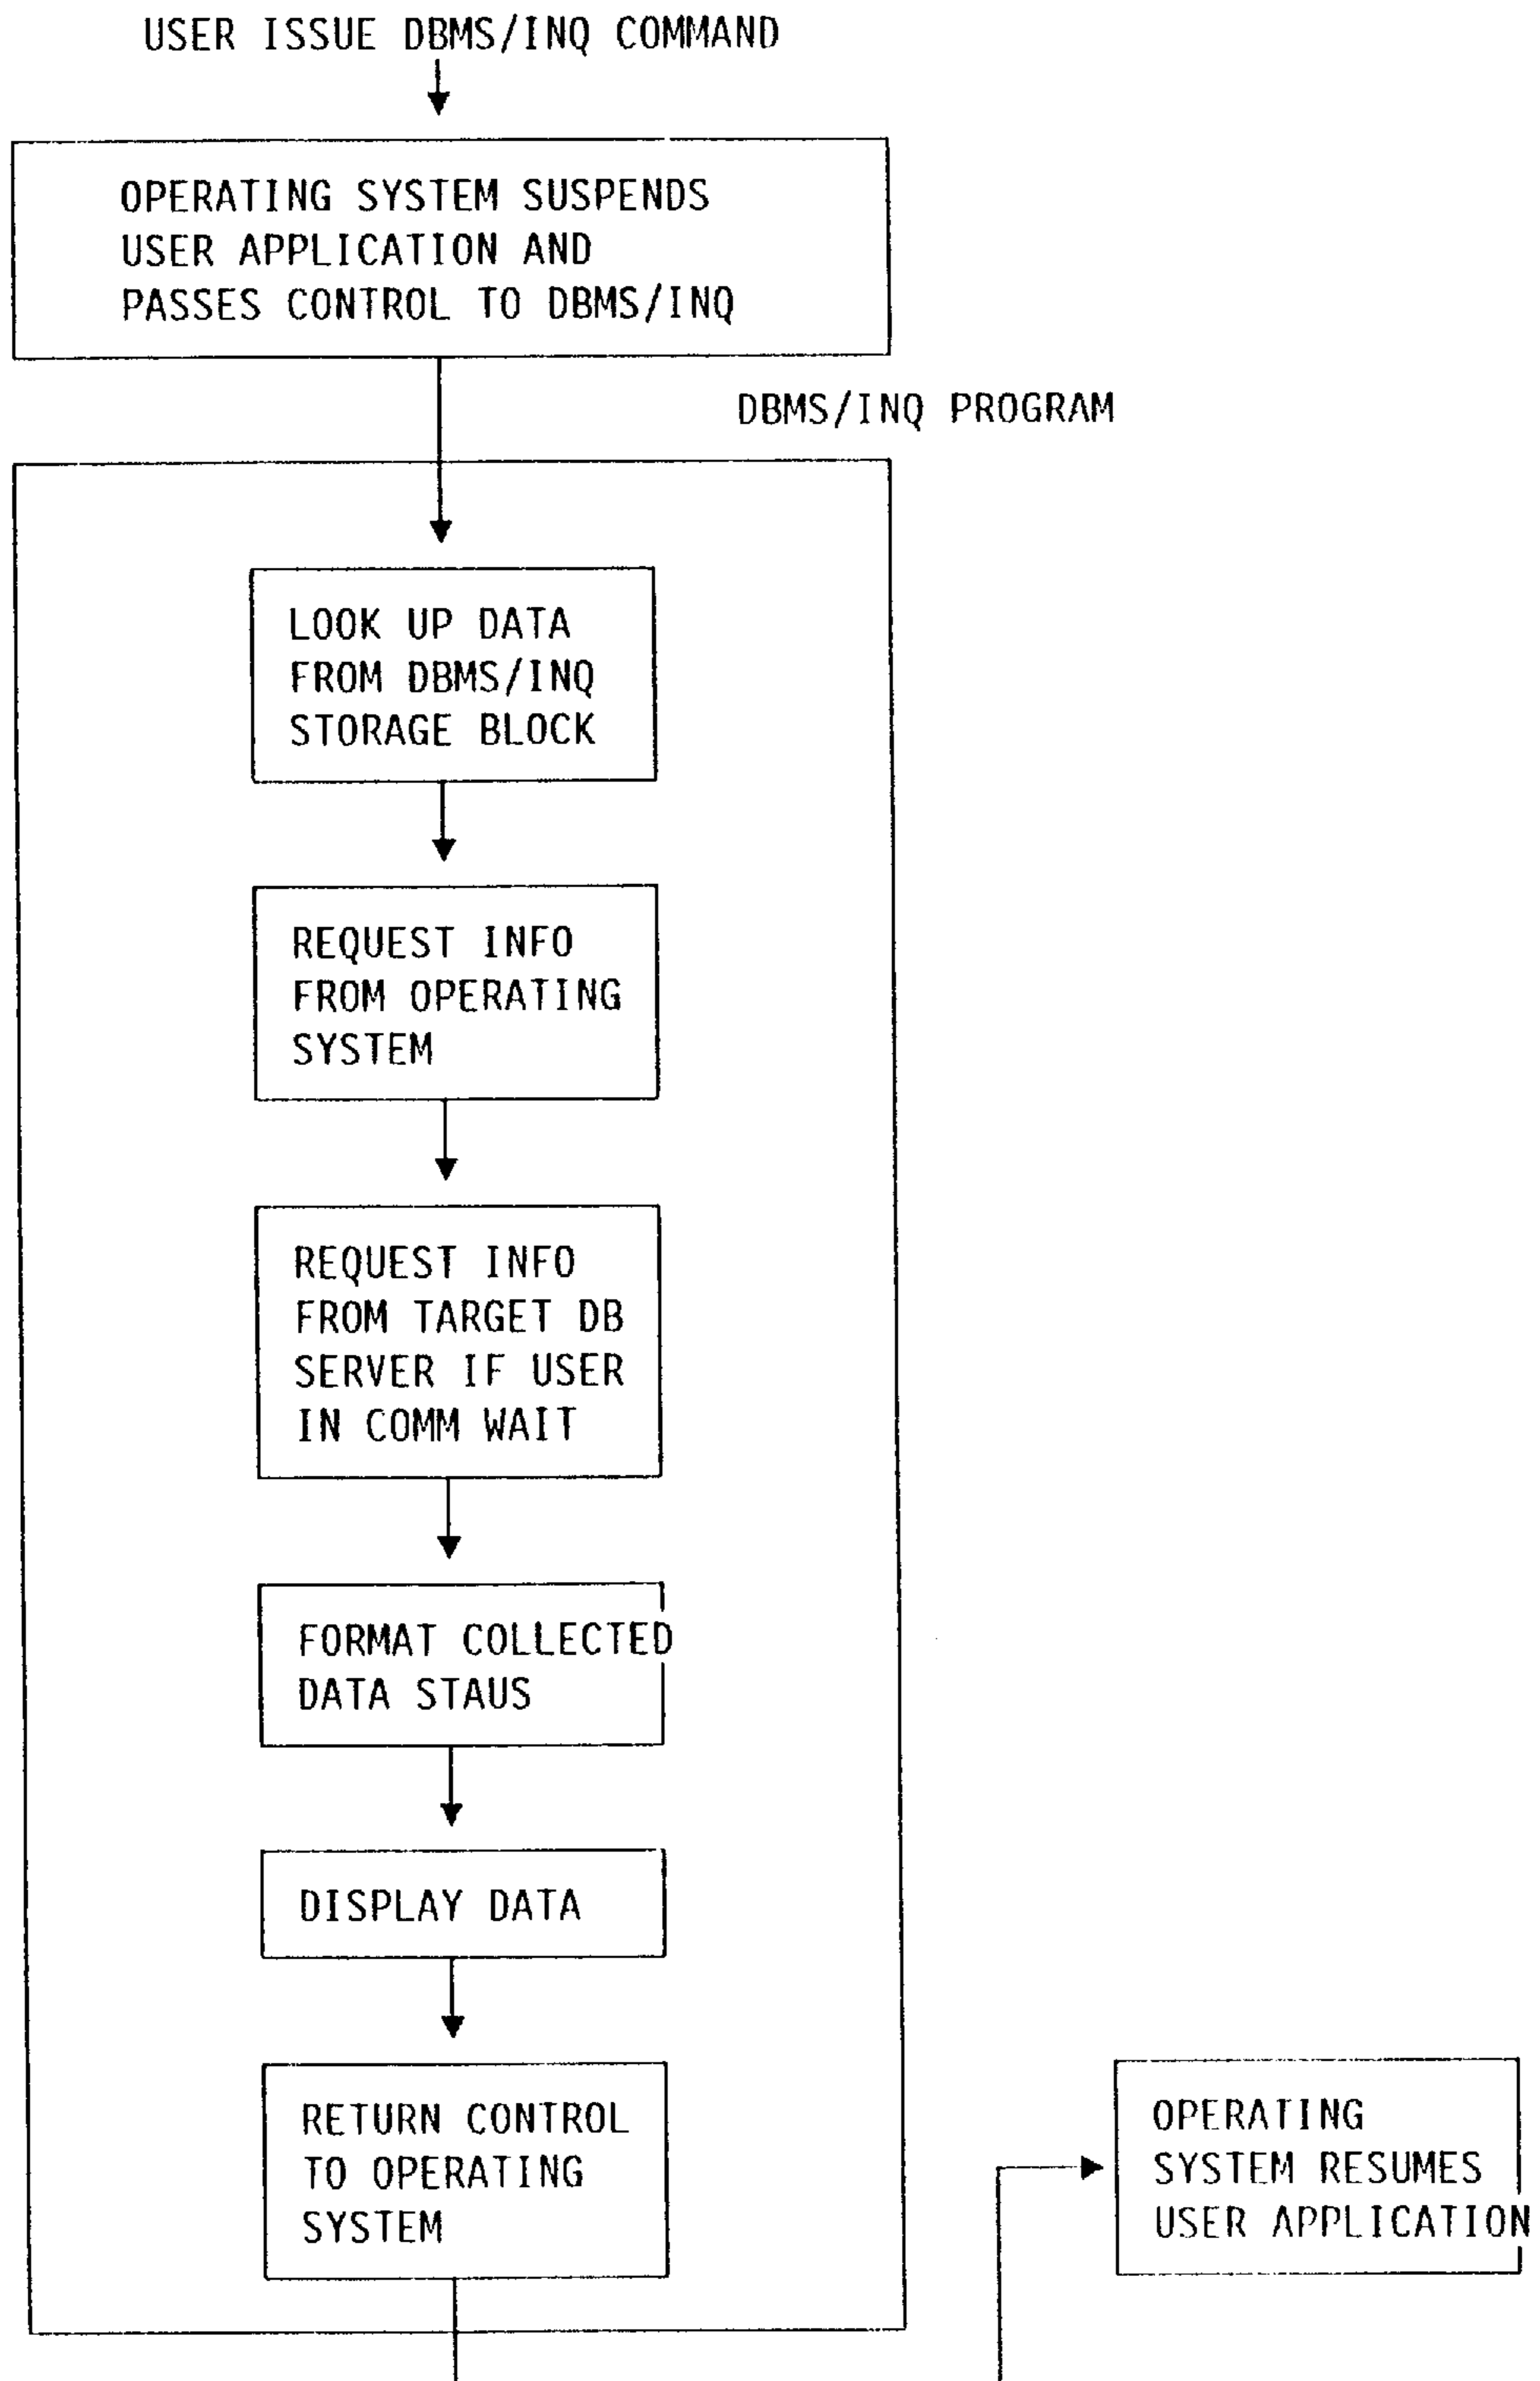 USER ISSUE DBMS/INQ COMMAND
OPERATING SYSTEM SUSPENDS
USER APPLICATION AND
PASSES CONTROL TO DBMS/INQ
DBMS/INQ PROGRAM
LOOK UP DATA
FROM DBMS/INQ
STORAGE BLOCK
REQUEST INFO
FROM OPERATING
SYSTEM
REQUEST INFO
FROM TARGET DB
SERVER IF USER
IN COMM WAIT
FORMAT COLLECTED
DATA STAUS
DISPLAY DATA
RETURN CONTROL
TO OPERATING
SYSTEM
OPERATING
SYSTEM RESUMES
USER APPLICATION